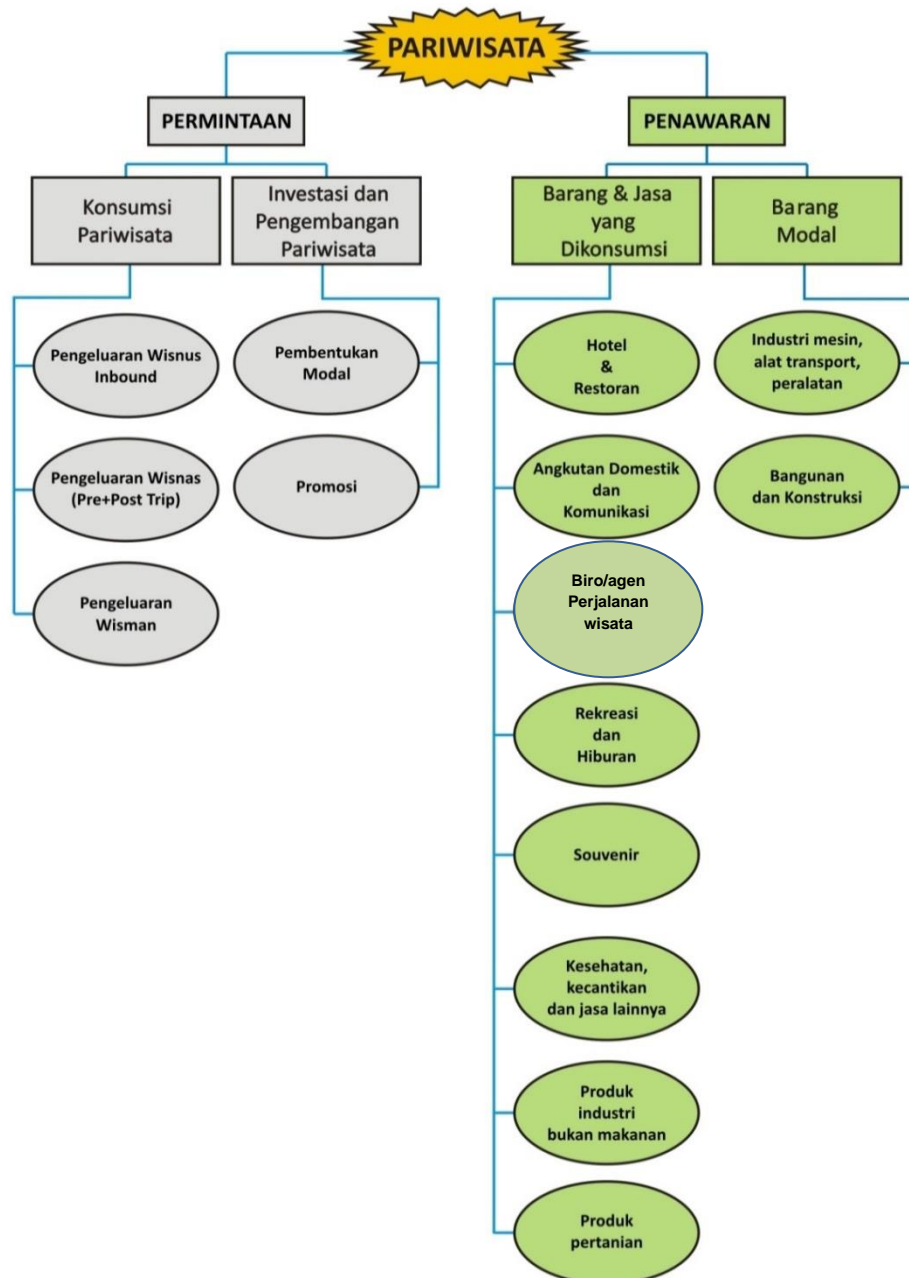 PARIWISATA
PERMINTAAN
PENAWARAN
Konsumsi
Pariwisata
Investasi dan
Pengembangan
Pariwisata
Barang & Jasa
yang
Dikonsumsi
Barang
Modal
Pengeluaran Wisnus
Inbound
Pengeluaran Wisnas
(Pre+Post Trip)
Pengeluaran
Wisman
Pembentukan
Modal
Promosi
Hotel
&
Restoran
Angkutan Domestik
dan
Komunikasi
Biro/agen
Perjalanan
wisata
Rekreasi
dan
Hiburan
Souvenir
Kesehatan,
kecantikan
dan jasa lainnya
Produk
industri
bukan makanan
Produk
pertanian
Industri mesin,
alat transport,
peralatan
Bangunan
dan Konstruksi